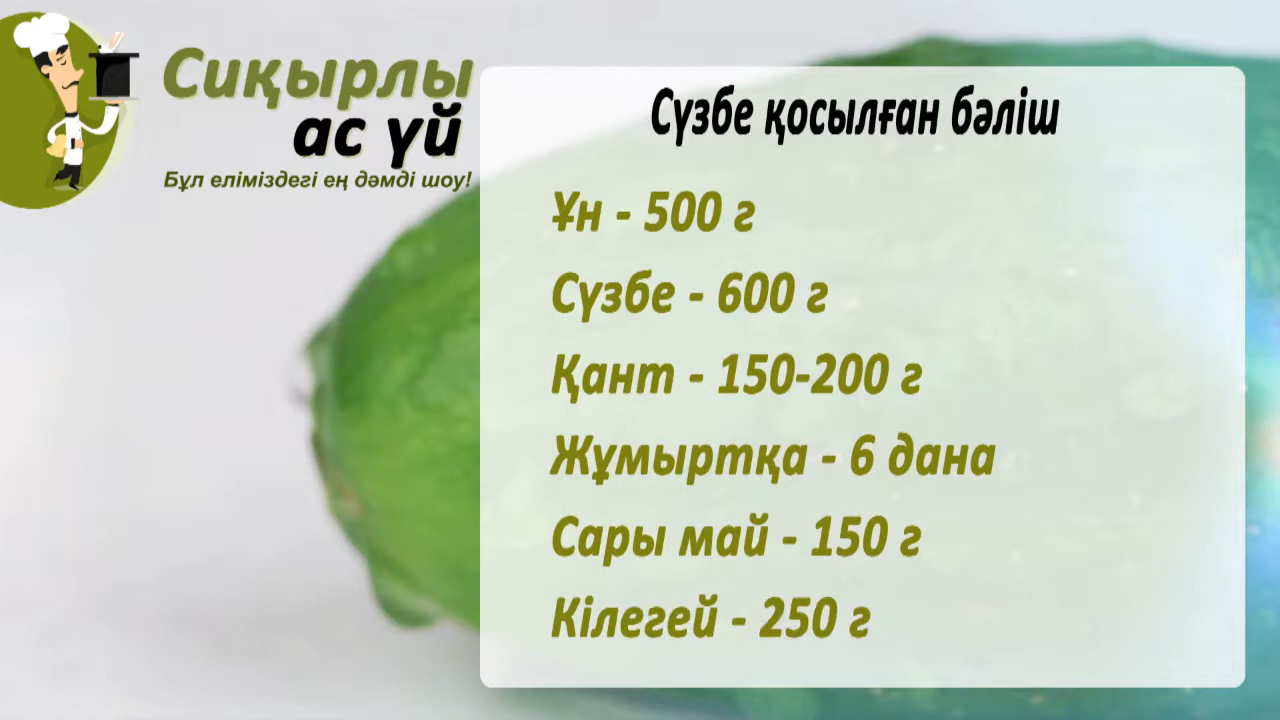 Сиқырлы
ас үй
Бұл еліміздегі ең дәмді шоу!
Сүзбе қосылған бәліш
Ұн - 500 г
Сүзбе - 600 г
Қант - 150-200 г
Жұмыртқа - 6 дана
Сары май - 150 г
Кілегей - 250 г